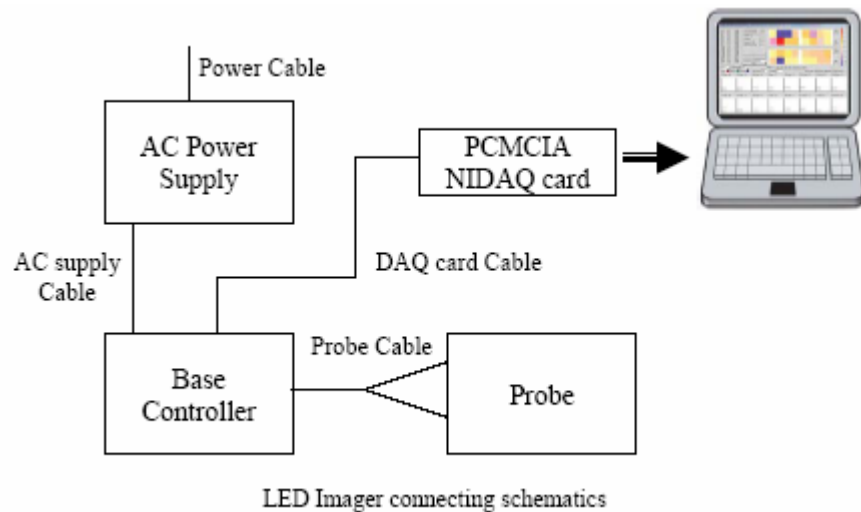 Power Cable
AC Power
Supply
PCMCIA
NIDAQ card
AC supply
Cable
DAQ card Cable
Probe Cable
Base
Controller
Probe
LED Imager connecting schematics